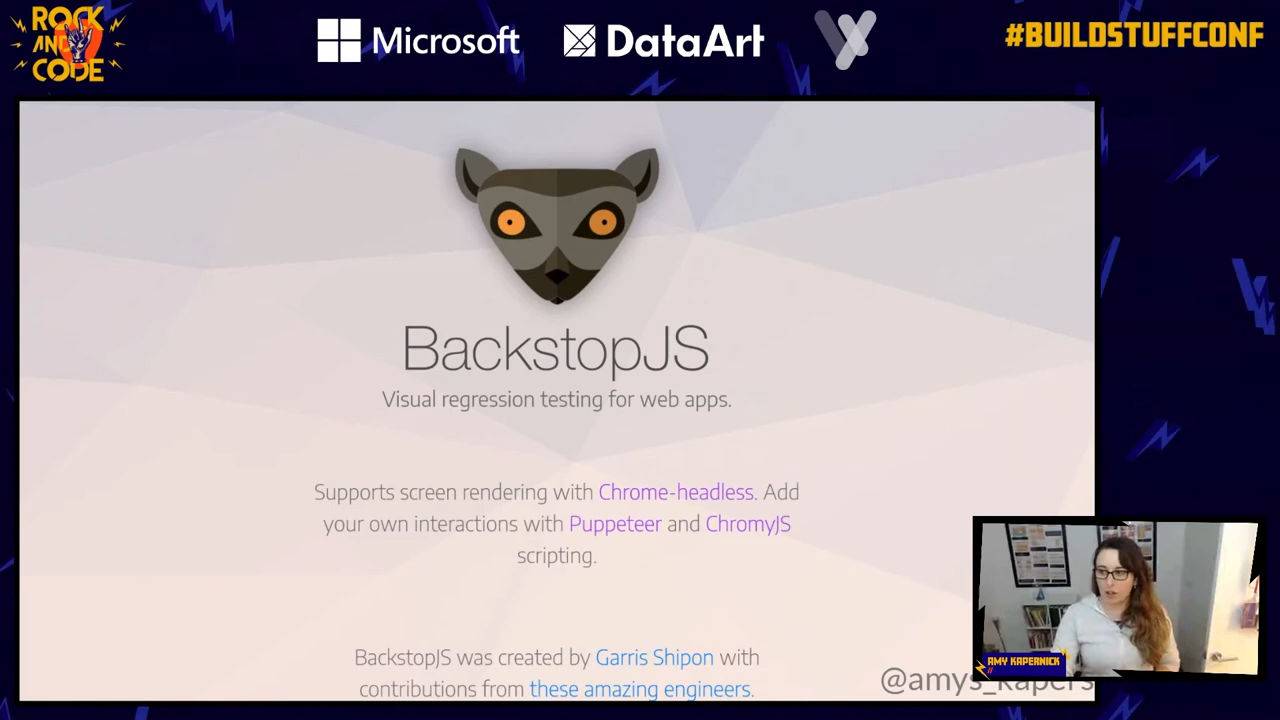 ROCK
AND
CODE
Microsoft
DataArt
#BUILDSTUFFCONF
BackstopJS
Visual regression testing for web apps.
Supports screen rendering with Chrome-headless. Add
your own interactions with Puppeteer and ChromyJS
scripting.
BackstopJS was created by Garris Shipon with
contributions from these amazing engineers.
@amys_kapers
AMY KAPERNICK
//